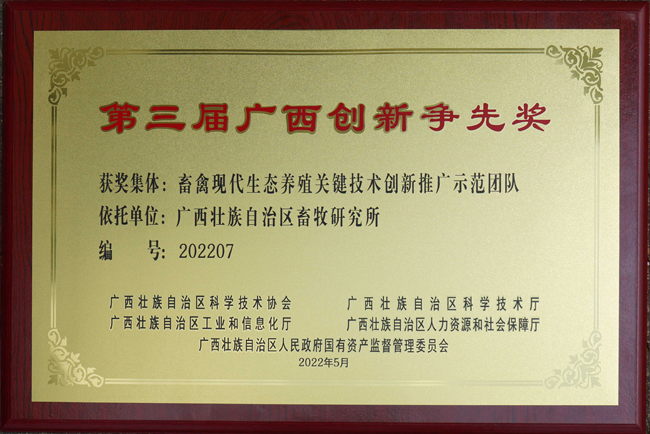 第三届广西创新争先奖
获奖集体：畜禽现代生态养殖关键技术创新推广示范团队
依托单位：广西壮族自治区畜牧研究所
编 号：202207
广西壮族自治区科学技术协会 广西壮族自治区科学技术厅
广西壮族自治区工业和信息化厅 广西壮族自治区人力资源和社会保障厅
广西壮族自治区人民政府国有资产监督管理委员会
2022年5月